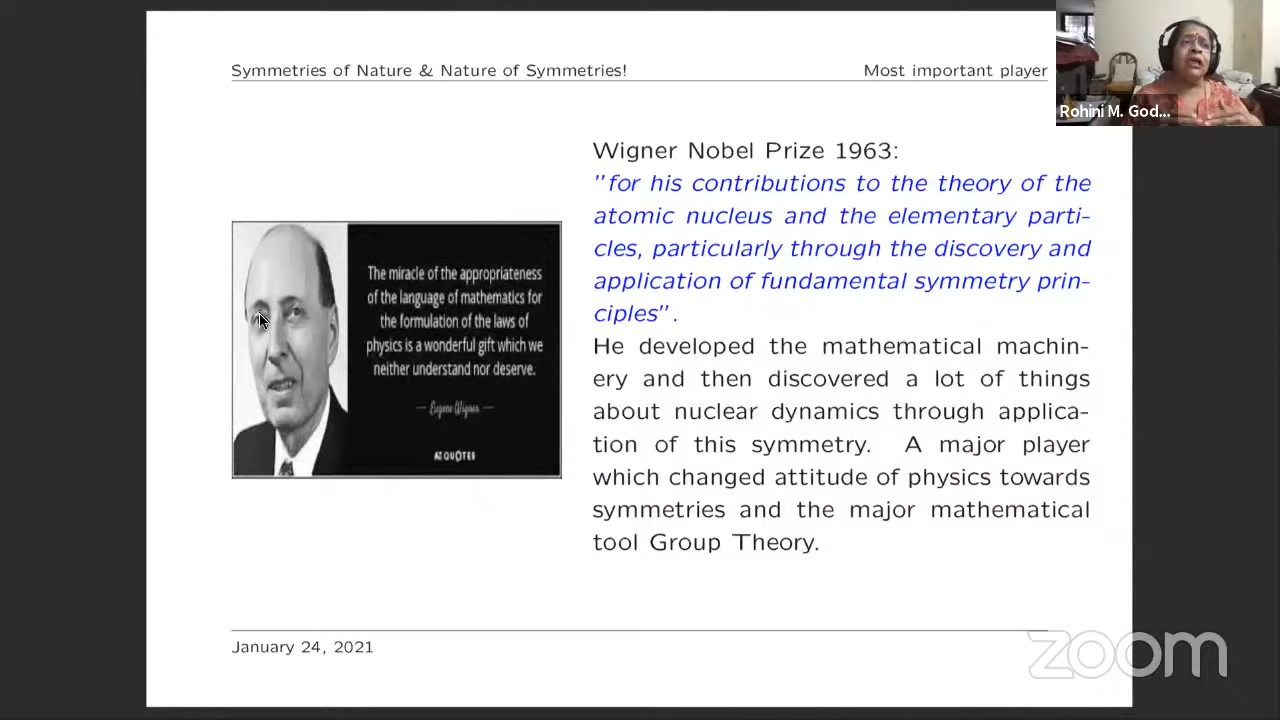 Symmetries of Nature & Nature of Symmetries!
Most important player
Rohini M. God...
Wigner Nobel Prize 1963:
"for his contributions to the theory of the
atomic nucleus and the elementary parti-
cles, particularly through the discovery and
application of fundamental symmetry prin-
ciples".
He developed the mathematical machin-
ery and then discovered a lot of things
about nuclear dynamics through applica-
tion of this symmetry. A major player
which changed attitude of physics towards
symmetries and the major mathematical
tool Group Theory.
The miracle of the appropriateness
of the language of mathematics for
the formulation of the laws of
physics is a wonderful gift which we
neither understand nor deserve.
— Eugene Wigner —
AZ QUOTES
January 24, 2021
zoom